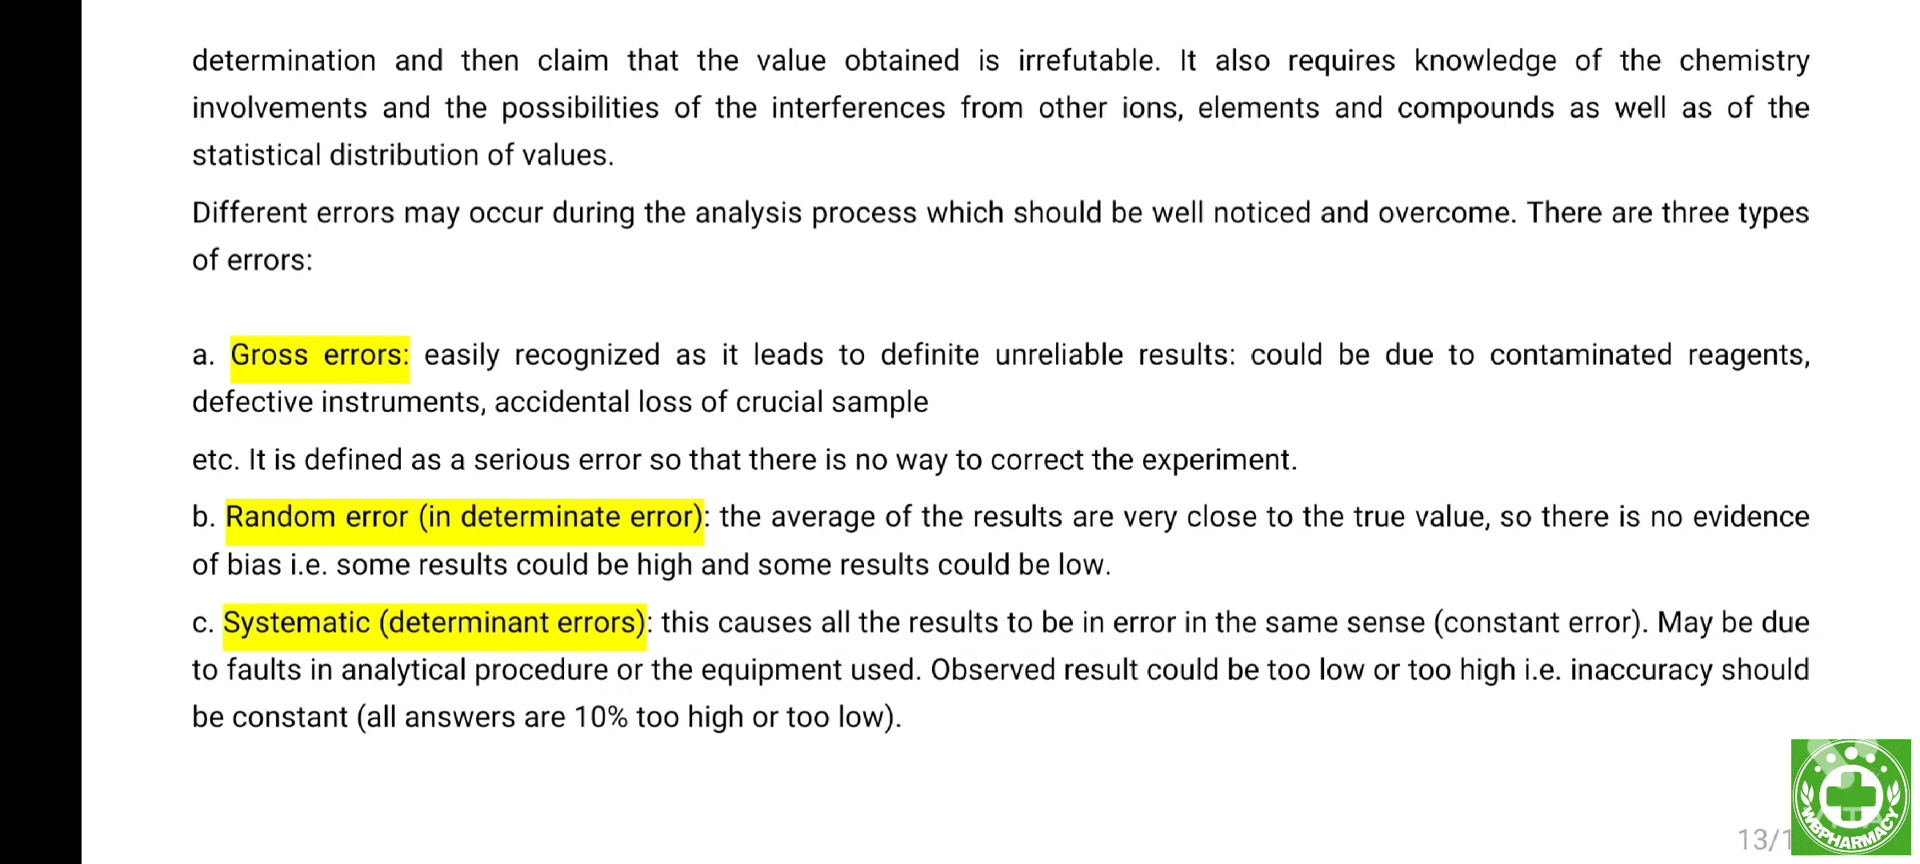 determination and then claim that the value obtained is irrefutable. It also requires knowledge of the chemistry
involvements and the possibilities of the interferences from other ions, elements and compounds as well as of the
statistical distribution of values.
Different errors may occur during the analysis process which should be well noticed and overcome. There are three types
of errors:
a. Gross errors: easily recognized as it leads to definite unreliable results: could be due to contaminated reagents,
defective instruments, accidental loss of crucial sample
etc. It is defined as a serious error so that there is no way to correct the experiment.
b. Random error (in determinate error): the average of the results are very close to the true value, so there is no evidence
of bias i.e. some results could be high and some results could be low.
c. Systematic (determinant errors): this causes all the results to be in error in the same sense (constant error). May be due
to faults in analytical procedure or the equipment used. Observed result could be too low or too high i.e. inaccuracy should
be constant (all answers are 10% too high or too low).
WBPHARMACY
13/1